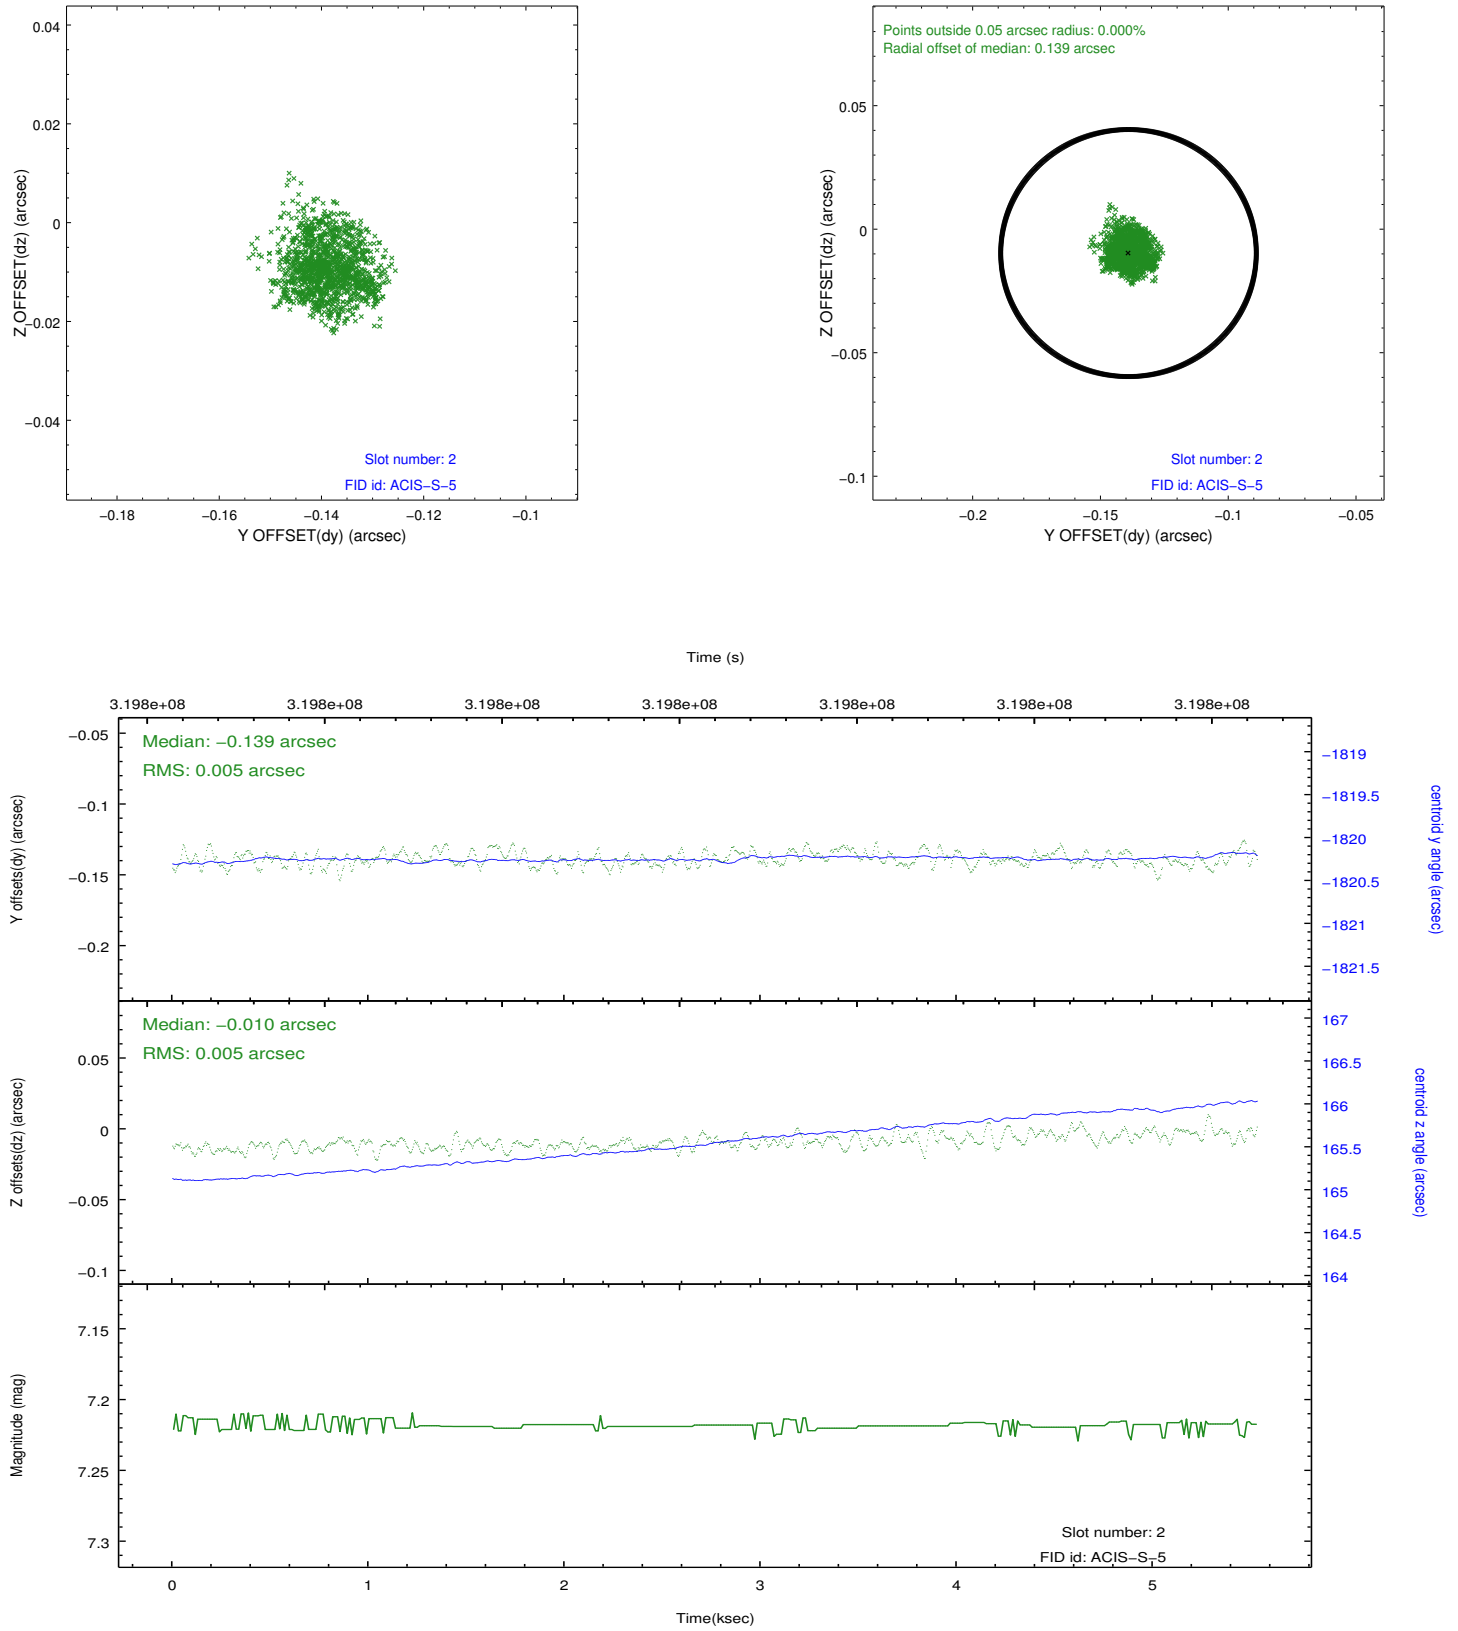 0.04
0.02
0
−0.02
−0.04
Z OFFSET(dz) (arcsec)
Slot number: 2
FID id: ACIS−S−5
−0.18 −0.16 −0.14 −0.12 −0.1
Y OFFSET(dy) (arcsec)
Points outside 0.05 arcsec radius: 0.000%
Radial offset of median: 0.139 arcsec
0.05
0
−0.05
−0.1
Z OFFSET(dz) (arcsec)
Slot number: 2
FID id: ACIS−S−5
−0.2 −0.15 −0.1 −0.05
Y OFFSET(dy) (arcsec)
Time (s)
3.198e+08 3.198e+08 3.198e+08 3.198e+08 3.198e+08 3.198e+08 3.198e+08
Median: −0.139 arcsec
RMS: 0.005 arcsec
−0.05
−0.1
−0.15
−0.2
Y offsets(dy) (arcsec)
−1819
−1819.5
−1820
−1820.5
−1821
−1821.5
centroid y angle (arcsec)
Median: −0.010 arcsec
RMS: 0.005 arcsec
0.05
0
−0.05
−0.1
Z offsets(dz) (arcsec)
167
166.5
166
165.5
165
164.5
164
centroid z angle (arcsec)
7.15
7.2
7.25
7.3
Magnitude (mag)
Slot number: 2
FID id: ACIS−S−5
0 1 2 3 4 5
Time(ksec)